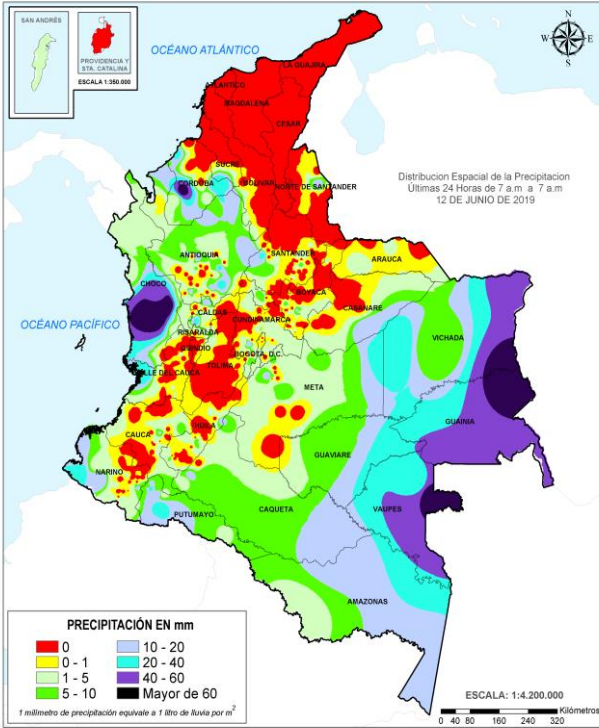 SAN ANDRÉS
PROVIDENCIA Y
STA. CATALINA
ESCALA 1:350.000
OCÉANO ATLÁNTICO
N
W E
S
LA GUAJIRA
ATLANTICO
MAGDALENA
CESAR
SUCRE
CORDOBA
BOLIVAR
NORTE DE SANTANDER
Distribucion Espacial de la Precipitacion
Últimas 24 Horas de 7 a.m a 7 a.m
12 DE JUNIO DE 2019
ANTIOQUIA
SANTANDER
ARAUCA
CHOCO
BOYACA
CASANARE
OCÉANO PACÍFICO
CALDAS
CUNDINAMARCA
RISARALDA
VICHADA
QUINDIO
BOGOTA, D.C.
TOLIMA
VALLE DEL CAUCA
META
GUAINIA
CAUCA
HUILA
GUAVIARE
NARIÑO
CAQUETA
VAUPES
PUTUMAYO
AMAZONAS
PRECIPITACIÓN EN mm
0
0 - 1
1 - 5
5 - 10
10 - 20
20 - 40
40 - 60
Mayor de 60
1 milímetro de precipitación equivale a 1 litro de lluvia por m2
ESCALA: 1:4.200.000
Kilómetros
0 40 80 160 240 320